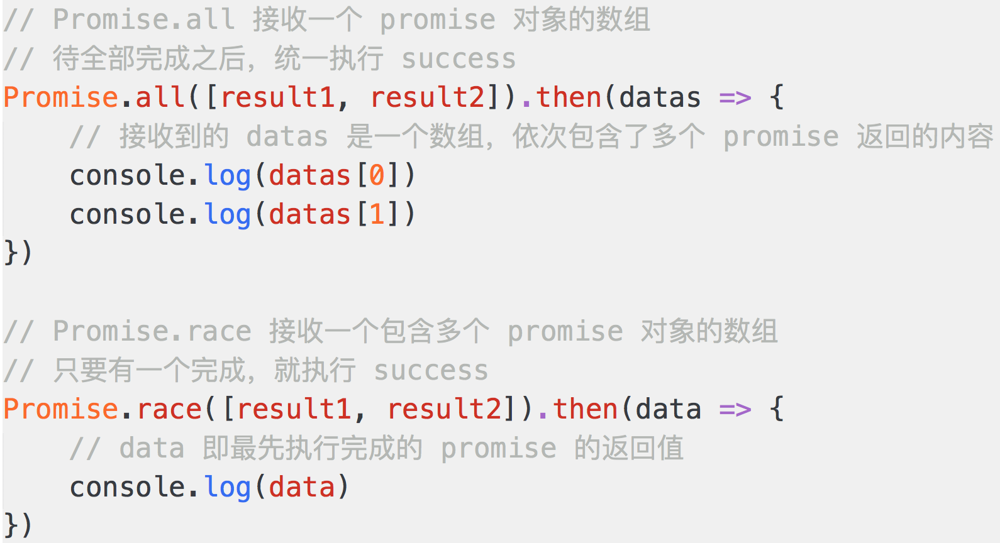 // Promise.all 接收一个 promise 对象的数组
// 待全部完成之后，统一执行 success
Promise.all([result1, result2]).then(datas => {
    // 接收到的 datas 是一个数组，依次包含了多个 promise 返回的内容
    console.log(datas[0])
    console.log(datas[1])
})

// Promise.race 接收一个包含多个 promise 对象的数组
// 只要有一个完成，就执行 success
Promise.race([result1, result2]).then(data => {
    // data 即最先执行完成的 promise 的返回值
    console.log(data)
})